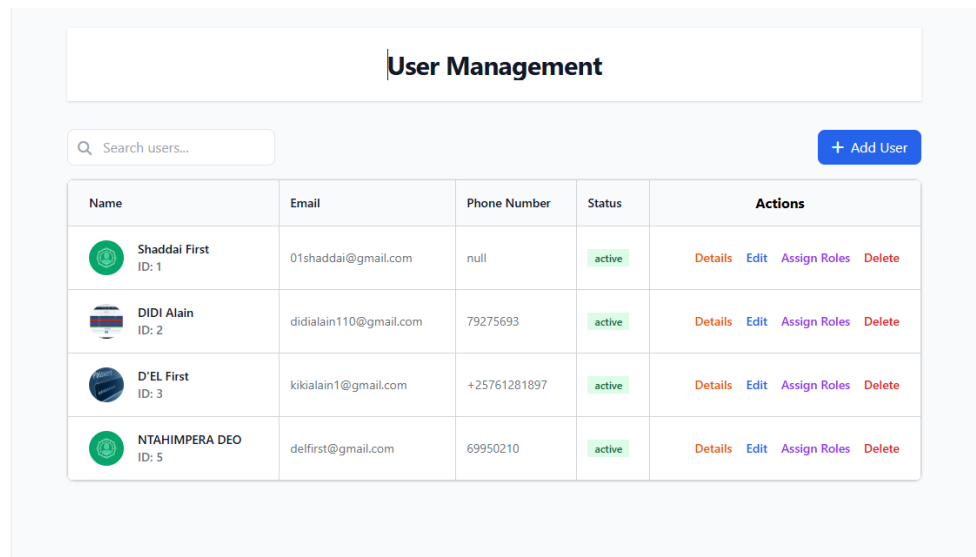 User Management
Search users...
+ Add User
Name Email Phone Number Status Actions
Shaddai First
ID: 1
01shaddai@gmail.com null active Details Edit Assign Roles Delete
DIDI Alain
ID: 2
didialain110@gmail.com 79275693 active Details Edit Assign Roles Delete
D'EL First
ID: 3
kikialain1@gmail.com +25761281897 active Details Edit Assign Roles Delete
NTAHIMPERA DEO
ID: 5
delfirst@gmail.com 69950210 active Details Edit Assign Roles Delete